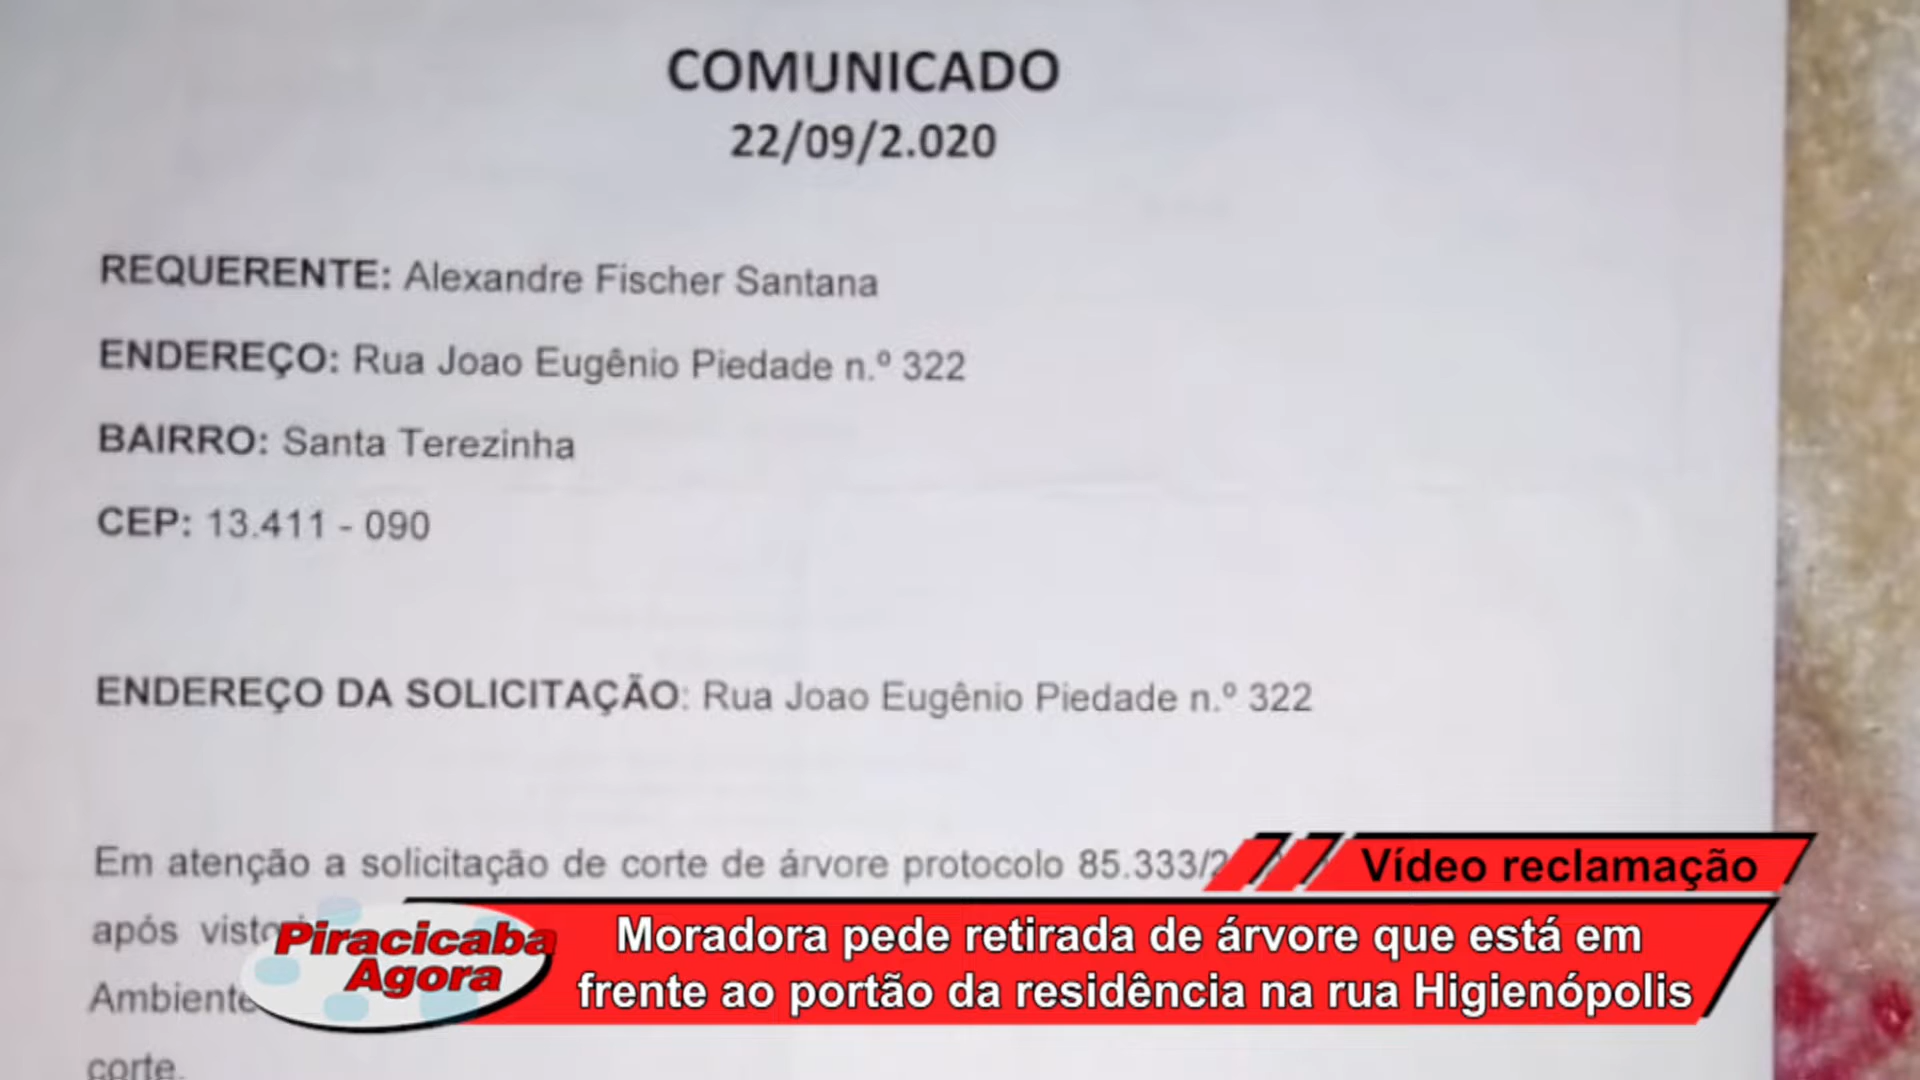 COMUNICADO
22/09/2.020
REQUERENTE: Alexandre Fischer Santana
ENDEREÇO: Rua Joao Eugênio Piedade n.º 322
BAIRRO: Santa Terezinha
CEP: 13.411 - 090
ENDEREÇO DA SOLICITAÇÃO: Rua Joao Eugênio Piedade n.º 322
Em atenção a solicitação de corte de árvore protocolo 85.333/2
Vídeo reclamação
após
Piracicaba
Agora
Moradora pede retirada de árvore que está em
frente ao portão da residência na rua Higienópolis
Ambiente
corte.